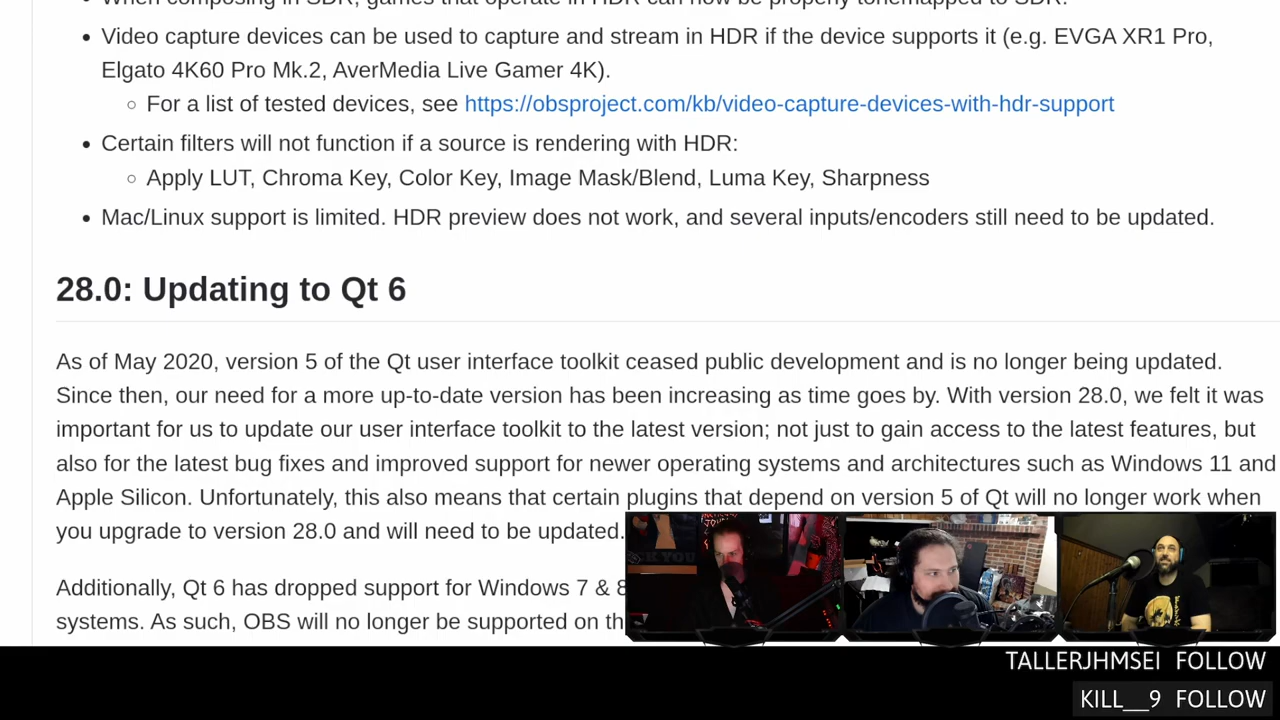 When composing in SDR, games that operate in HDR can now be properly tonemapped to SDR.
Video capture devices can be used to capture and stream in HDR if the device supports it (e.g. EVGA XR1 Pro,
Elgato 4K60 Pro Mk.2, AverMedia Live Gamer 4K).
For a list of tested devices, see https://obsproject.com/kb/video-capture-devices-with-hdr-support
Certain filters will not function if a source is rendering with HDR:
Apply LUT, Chroma Key, Color Key, Image Mask/Blend, Luma Key, Sharpness
Mac/Linux support is limited. HDR preview does not work, and several inputs/encoders still need to be updated.
28.0: Updating to Qt 6
As of May 2020, version 5 of the Qt user interface toolkit ceased public development and is no longer being updated.
Since then, our need for a more up-to-date version has been increasing as time goes by. With version 28.0, we felt it was
important for us to update our user interface toolkit to the latest version; not just to gain access to the latest features, but
also for the latest bug fixes and improved support for newer operating systems and architectures such as Windows 11 and
Apple Silicon. Unfortunately, this also means that certain plugins that depend on version 5 of Qt will no longer work when
you upgrade to version 28.0 and will need to be updated.
Additionally, Qt 6 has dropped support for Windows 7 & 8
systems. As such, OBS will no longer be supported on th
TALLERJHMSEI FOLLOW
KILL__9 FOLLOW